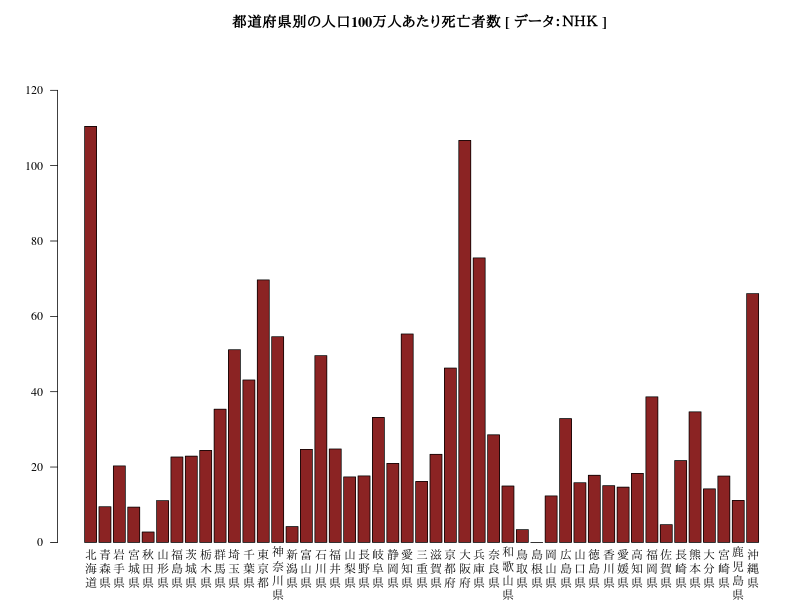 都道府県別の人口100万人あたり死亡者数 [ データ：NHK ]
120
100
80
60
40
20
0
北海道
青森県
岩手県
宮城県
秋田県
山形県
福島県
茨城県
栃木県
群馬県
埼玉県
千葉県
東京都
神奈川県
新潟県
富山県
石川県
福井県
山梨県
長野県
岐阜県
静岡県
愛知県
三重県
滋賀県
京都府
大阪府
兵庫県
奈良県
和歌山県
鳥取県
島根県
岡山県
広島県
山口県
徳島県
香川県
愛媛県
高知県
福岡県
佐賀県
長崎県
熊本県
大分県
宮崎県
鹿児島県
沖縄県